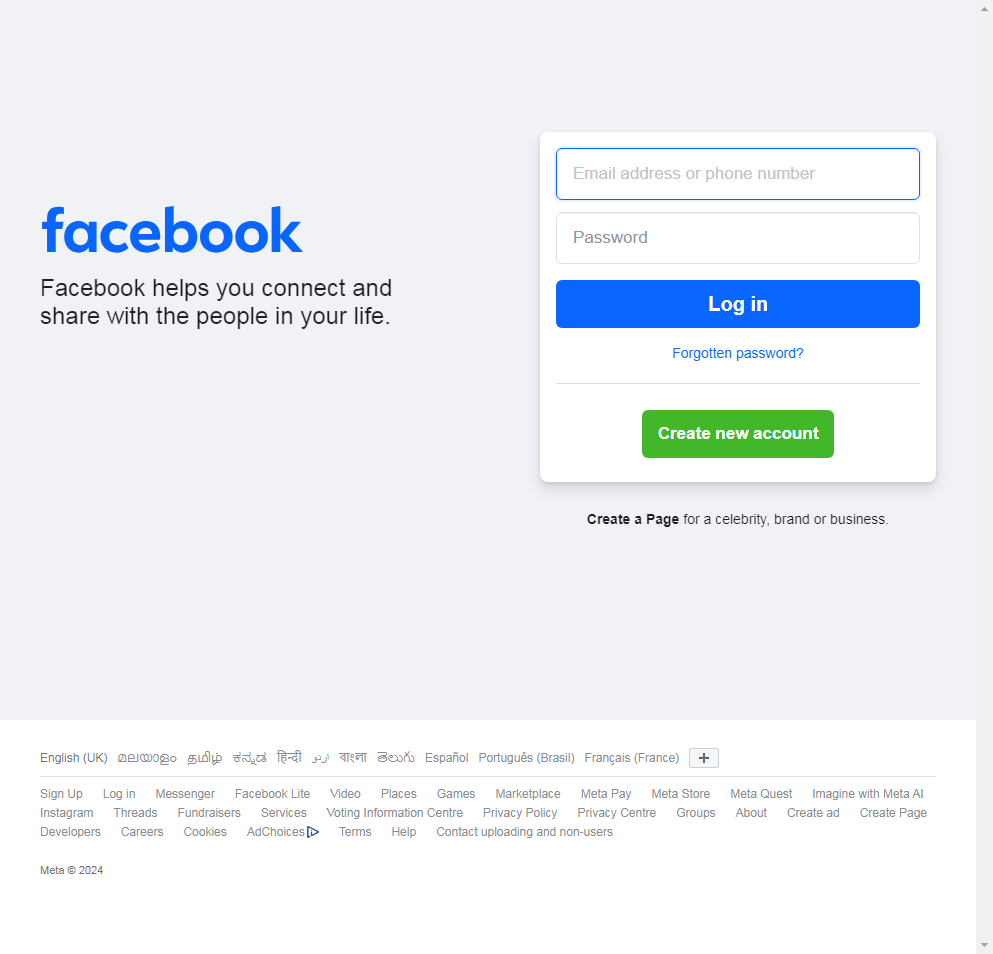 facebook
Facebook helps you connect and
share with the people in your life.
Email address or phone number
Password
Log in
Forgotten password?
Create new account
Create a Page for a celebrity, brand or business.
English (UK) മലയാളം தமிழ் ಕನ್ನಡ हिन्दी اردو বাংলা తెలుగు Español Português (Brasil) Français (France)
Sign Up Log in Messenger Facebook Lite Video Places Games Marketplace Meta Pay Meta Store Meta Quest Imagine with Meta AI
Instagram Threads Fundraisers Services Voting Information Centre Privacy Policy Privacy Centre Groups About Create ad Create Page
Developers Careers Cookies AdChoices Terms Help Contact uploading and non-users
Meta © 2024